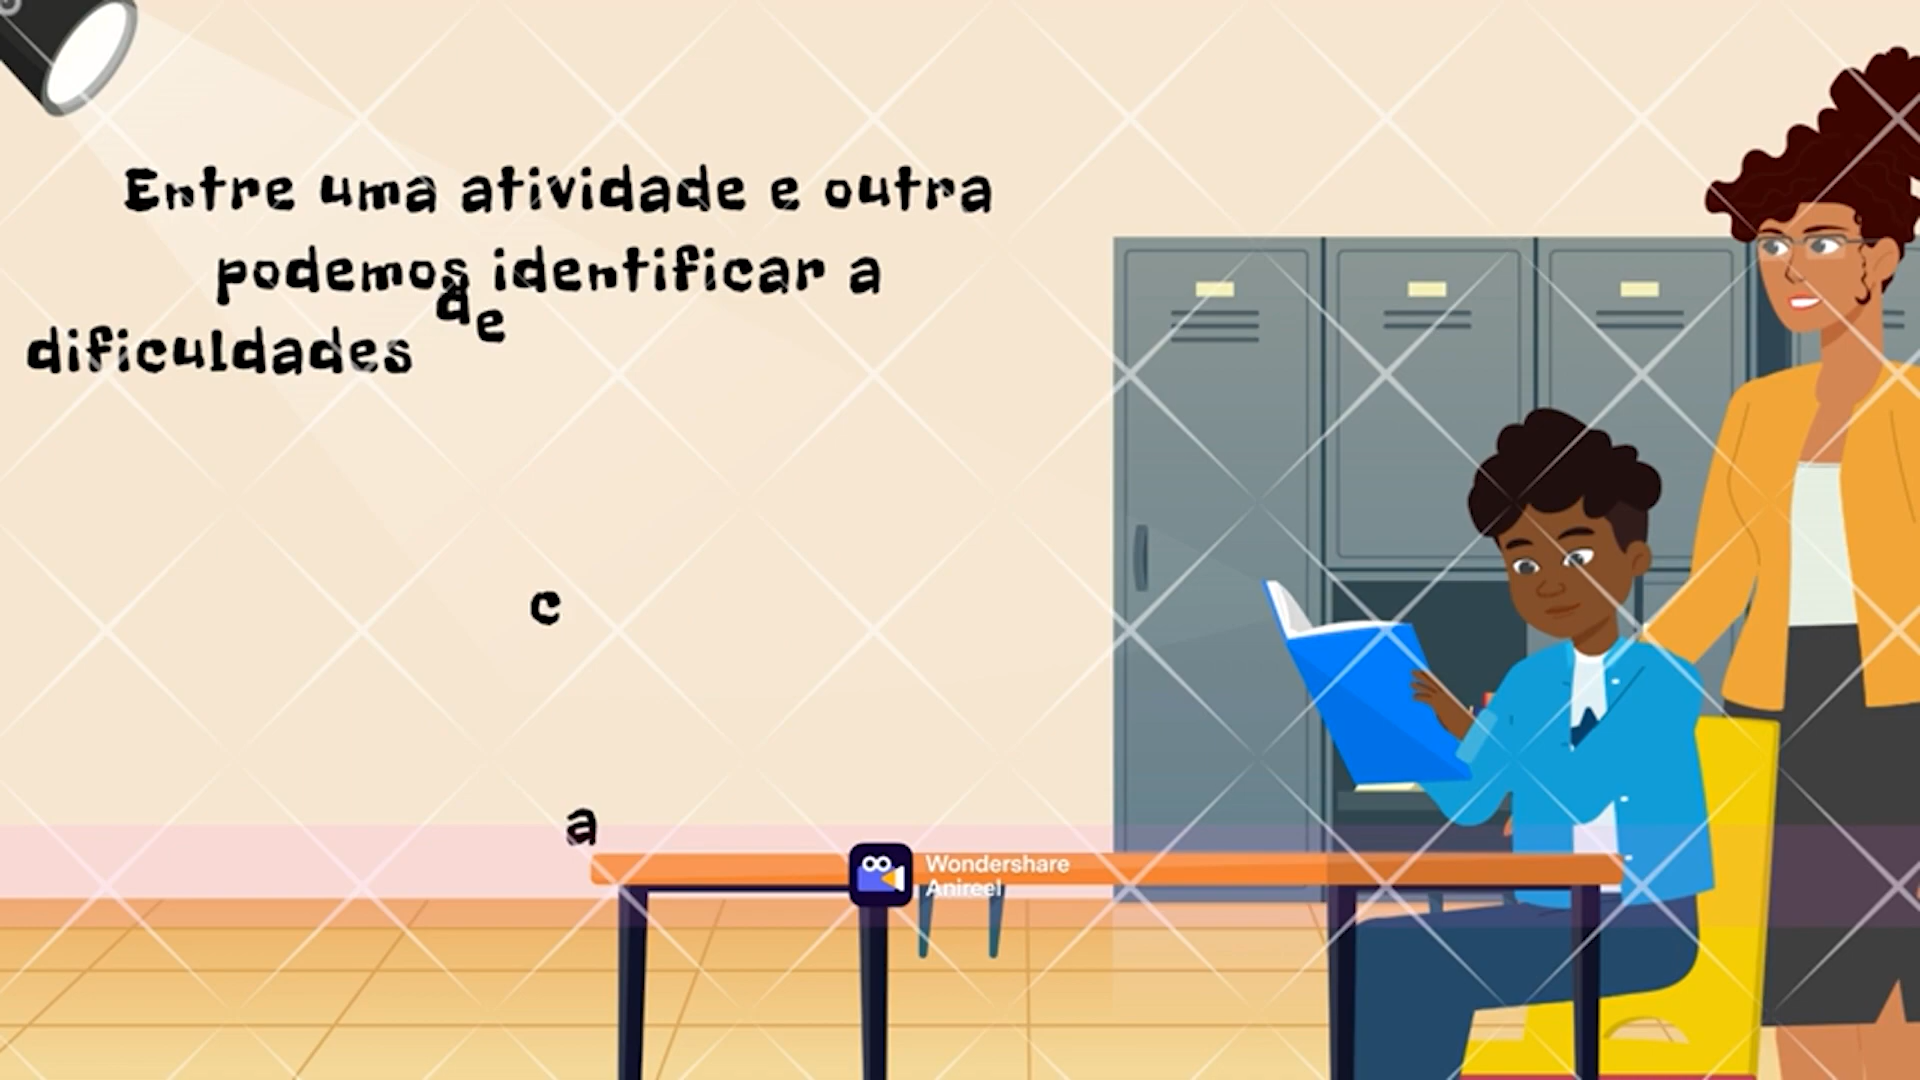 Entre uma atividade e outra
podemos identificar a
dificuldades de
c
a
Wondershare
Anireel